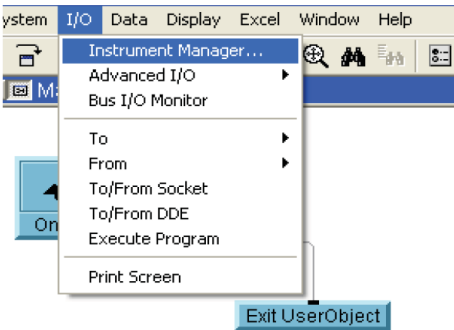 ystem I/O Data Display Excel Window Help
Instrument Manager...
Advanced I/O
Bus I/O Monitor
To
From
To/From Socket
To/From DDE
Execute Program
Print Screen
On
Exit UserObject